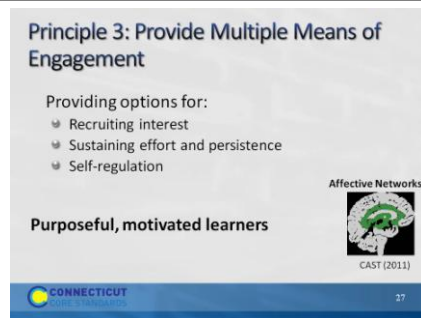 Principle 3: Provide Multiple Means of
Engagement
Providing options for:
Recruiting interest
Sustaining effort and persistence
Self-regulation
Affective Networks
Purposeful, motivated learners
CAST (2011)
CONNECTICUT
CORE STANDARDS
27